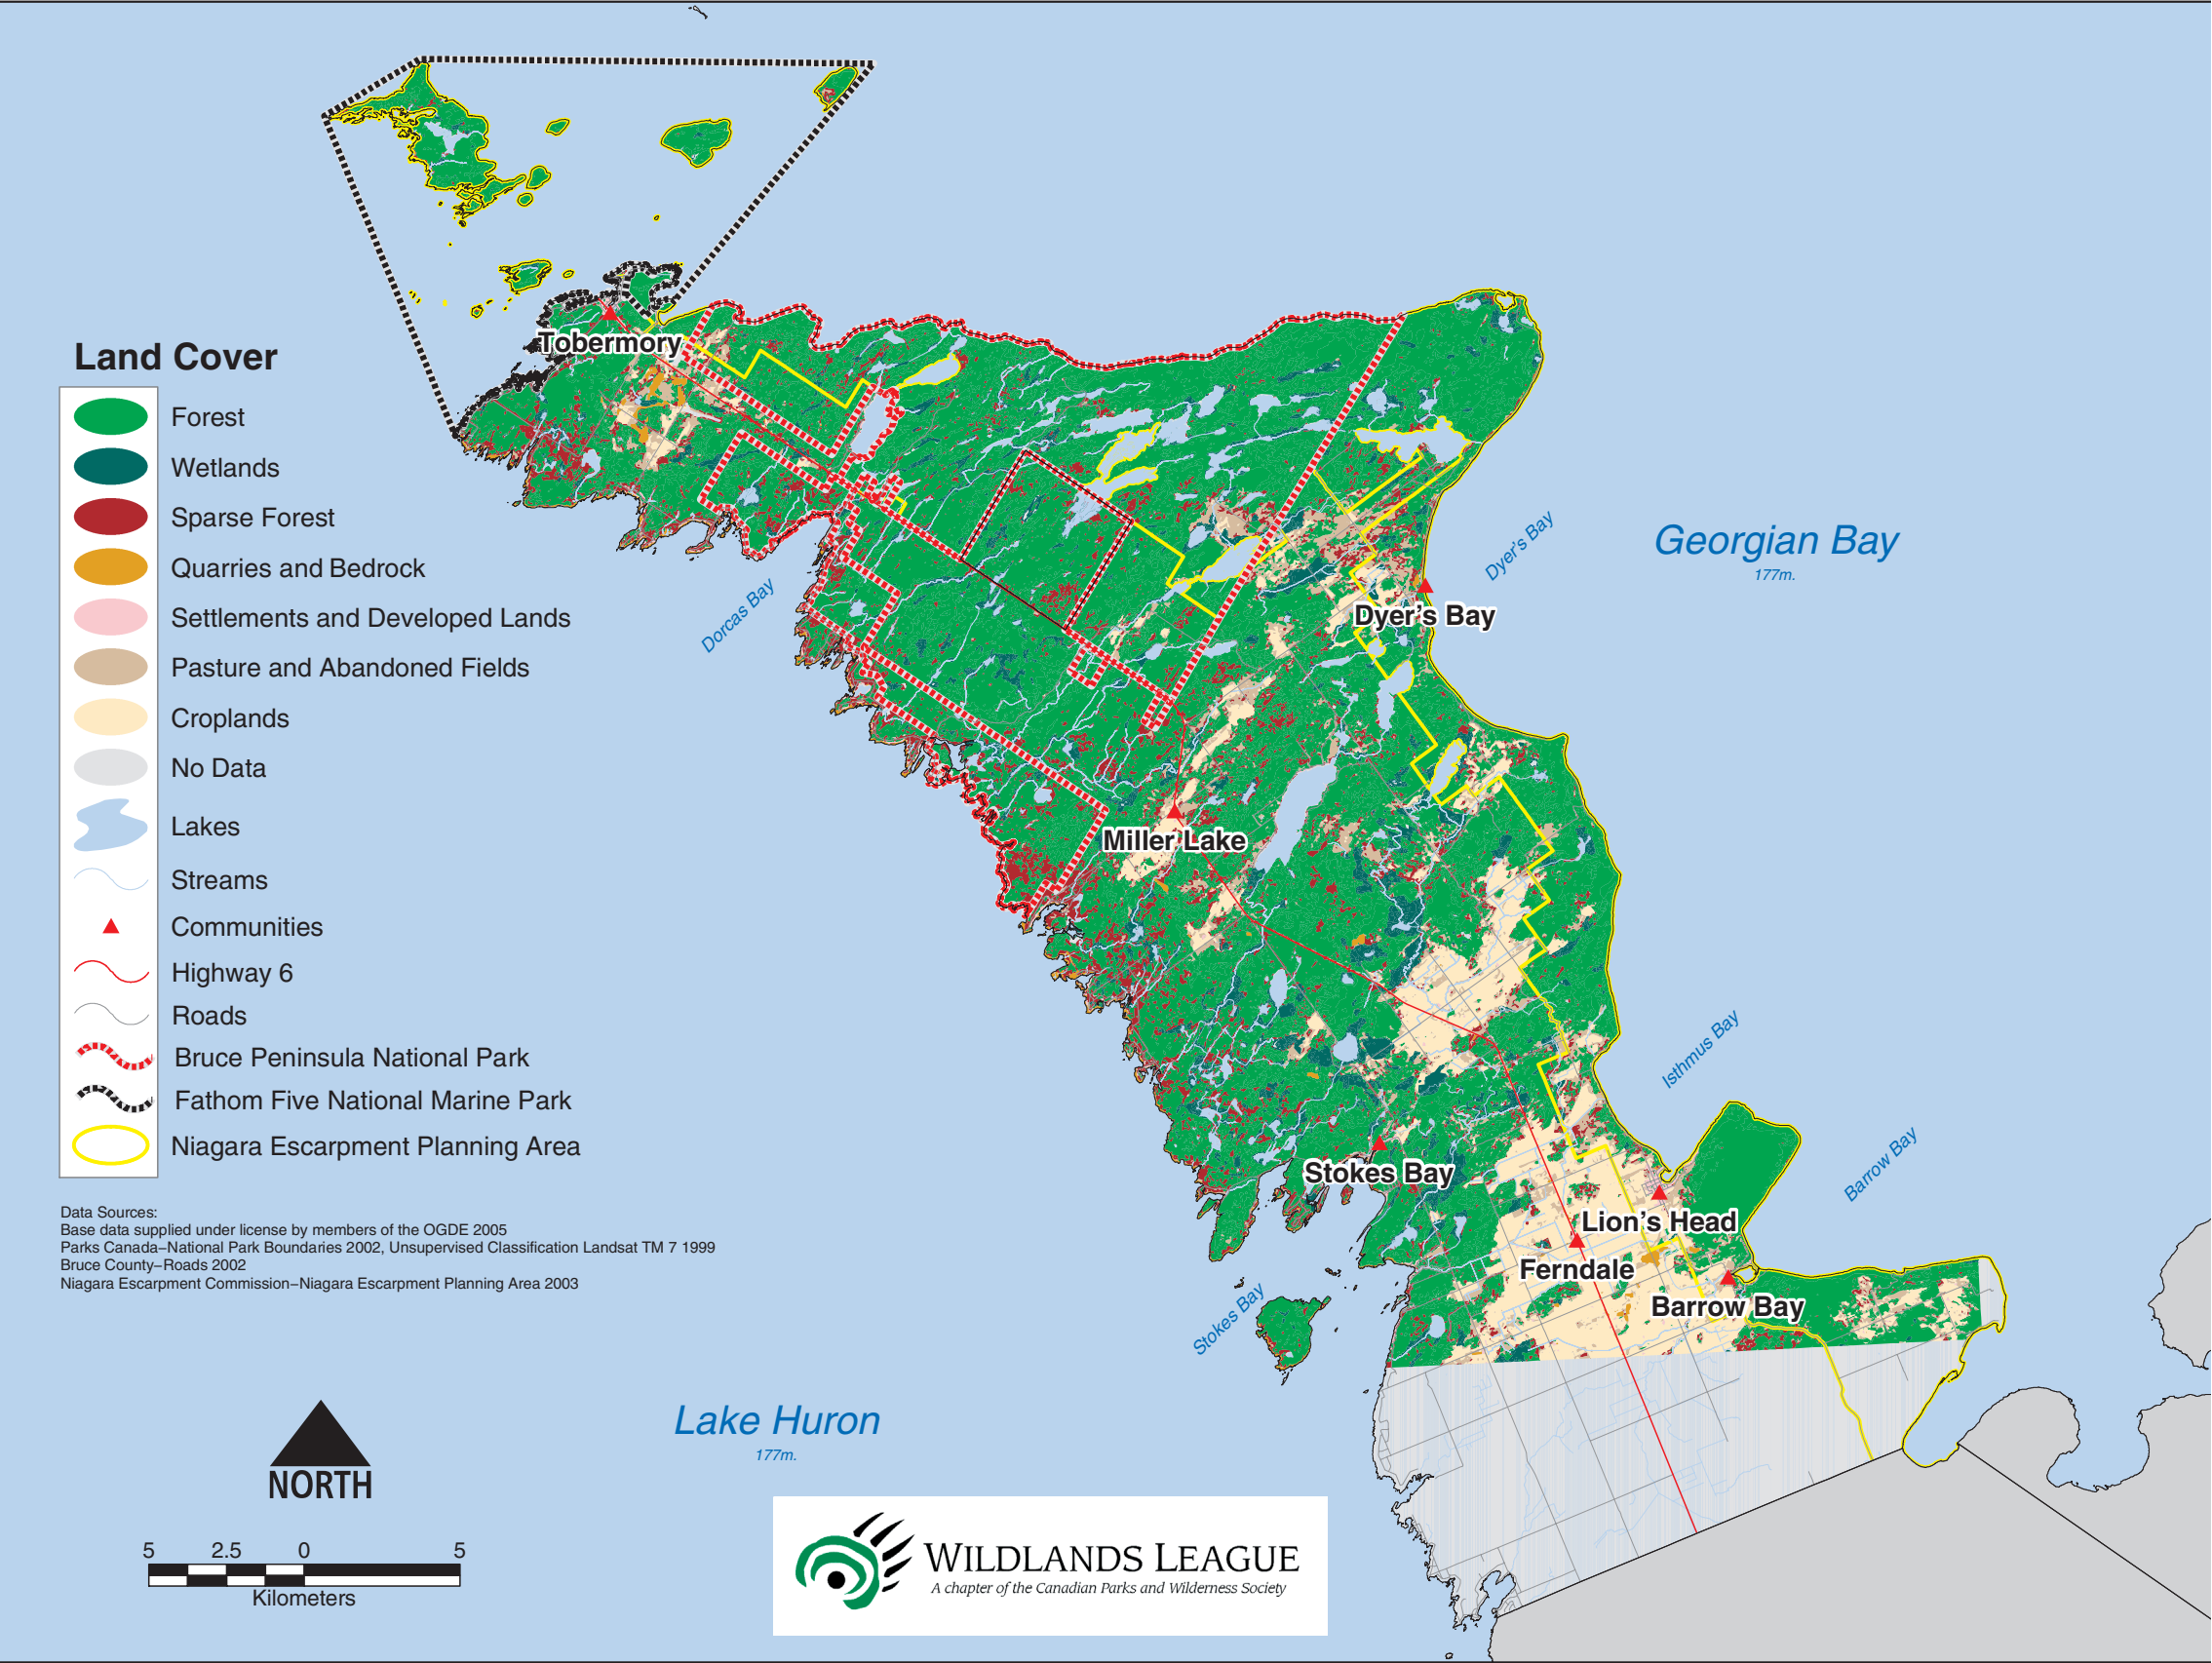 Land Cover
Forest
Wetlands
Sparse Forest
Quarries and Bedrock
Settlements and Developed Lands
Pasture and Abandoned Fields
Croplands
No Data
Lakes
Streams
Communities
Highway 6
Roads
Bruce Peninsula National Park
Fathom Five National Marine Park
Niagara Escarpment Planning Area
Data Sources:
Base data supplied under license by members of the OGDE 2005
Parks Canada–National Park Boundaries 2002, Unsupervised Classification Landsat TM 7 1999
Bruce County–Roads 2002
Niagara Escarpment Commission–Niagara Escarpment Planning Area 2003
NORTH
5 2.5 0 5
Kilometers
Tobermory
Dorcas Bay
Dyer's Bay
Georgian Bay
177m.
Dyer's Bay
Miller Lake
Isthmus Bay
Barrow Bay
Stokes Bay
Lion's Head
Ferndale
Barrow Bay
Stokes Bay
Lake Huron
177m.
WILDLANDS LEAGUE
A chapter of the Canadian Parks and Wilderness Society